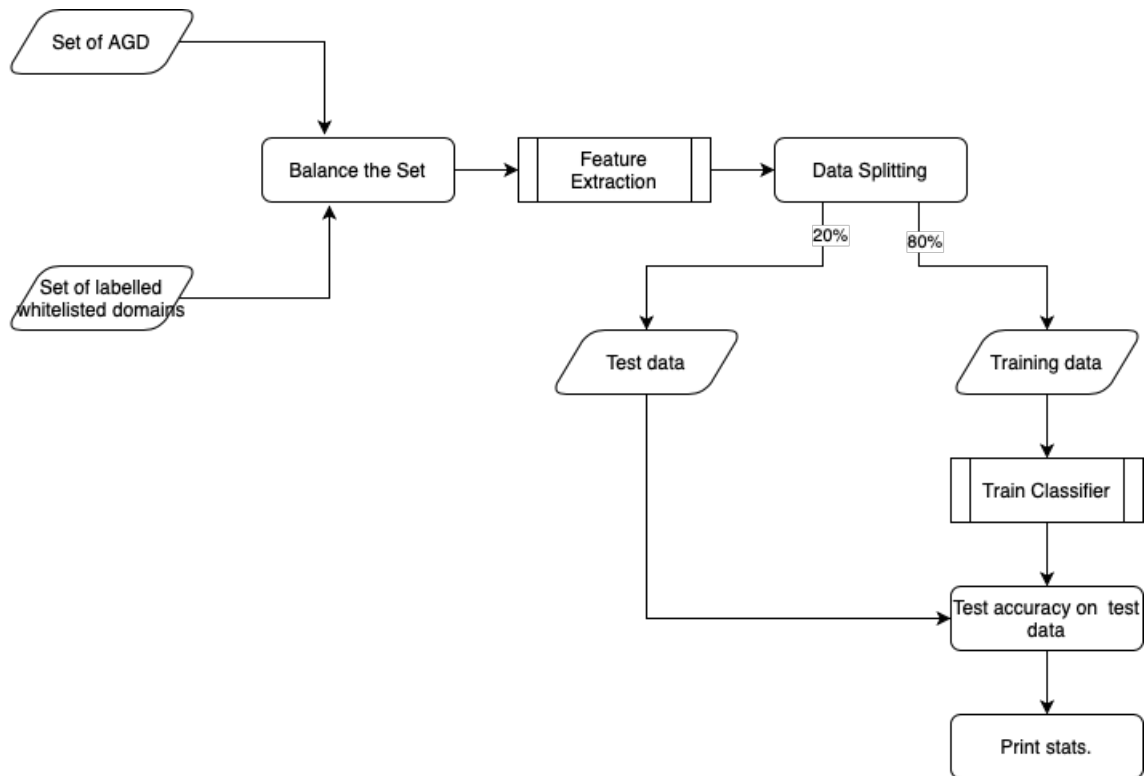 Set of AGD
Balance the Set
Feature
Extraction
Data Splitting
20%
80%
Set of labelled
whitelisted domains
Test data
Training data
Train Classifier
Test accuracy on test
data
Print stats.